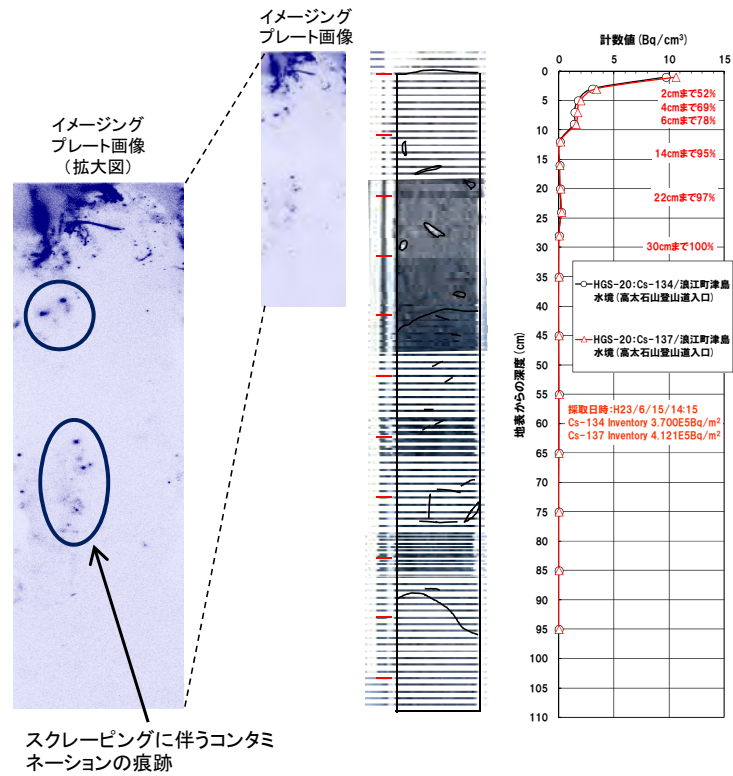 イメージング
プレート画像
イメージング
プレート画像
(拡大図)
スクレーピングに伴うコンタミ
ネーションの痕跡
計数値(Bq/cm³)
0 5 10 15
0
5
10
15
20
25
30
35
40
45
50
55
60
65
70
75
80
85
90
95
100
105
110
地表からの深度(cm)
2cmまで52%
4cmまで69%
6cmまで78%
14cmまで95%
22cmまで97%
30cmまで100%
HGS-20:Cs-134/浪江町津島
水境(高太石山登山道入口)
HGS-20:Cs-137/浪江町津島
水境(高太石山登山道入口)
採取日時:H23/6/15/14:15
Cs-134 Inventory 3.700E5Bq/m²
Cs-137 Inventory 4.121E5Bq/m²